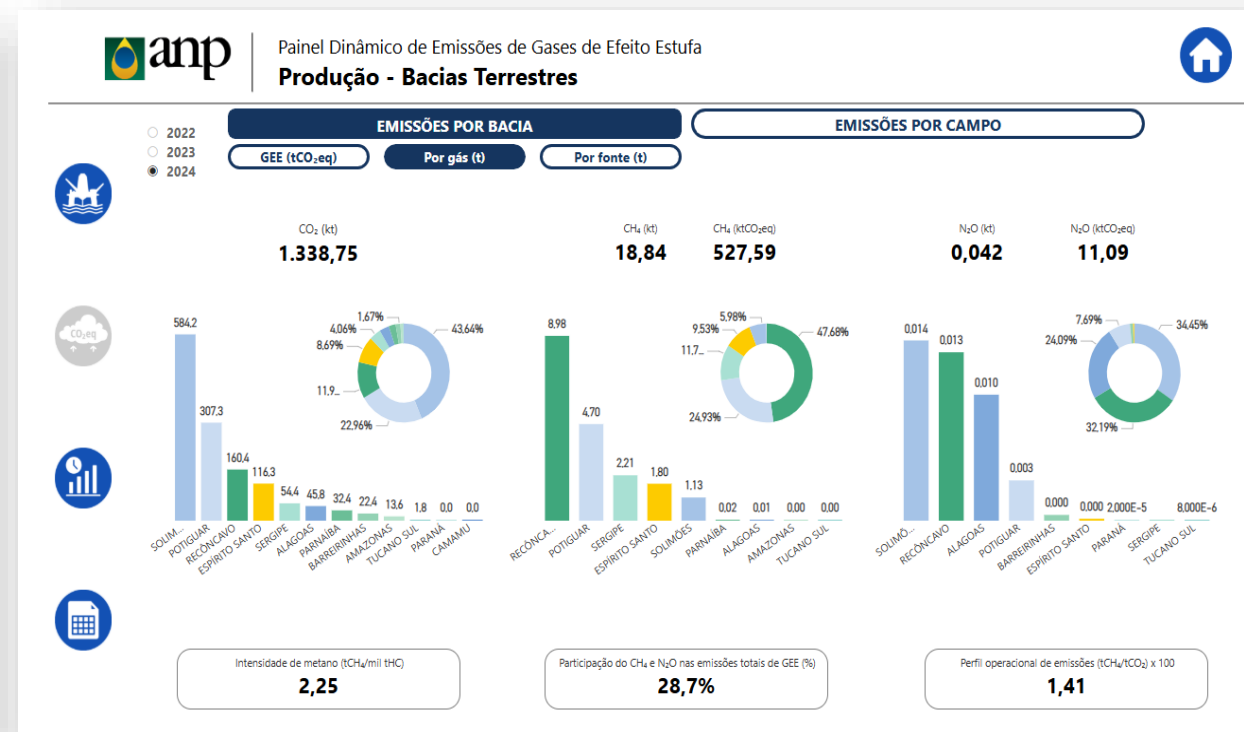 anp
Painel Dinâmico de Emissões de Gases de Efeito Estufa
Produção - Bacias Terrestres
2022
2023
2024
EMISSÕES POR BACIA
EMISSÕES POR CAMPO
GEE (tCO₂eq)
Por gás (t)
Por fonte (t)
CO₂eq
CO₂ (kt)
1.338,75
CH₄ (kt)
18,84
CH₄ (ktCO₂eq)
527,59
N₂O (kt)
0,042
N₂O (ktCO₂eq)
11,09
584,2
307,3
160,4
116,3
54,4
45,8
32,4
22,4
13,6
1,8
0,0
0,0
SOLIM...
POTIGUAR
RECÔNCAVO
ESPÍRITO SANTO
SERGIPE
ALAGOAS
PARNAÍBA
BARREIRINHAS
AMAZONAS
TUCANO SUL
PARANÁ
CAMAMU
1,67%
4,06%
8,69%
11,9...
22,96%
43,64%
8,98
4,70
2,21
1,80
1,13
0,02
0,01
0,00
0,00
RECÔNCA...
POTIGUAR
SERGIPE
ESPÍRITO SANTO
SOLIMÕES
PARNAÍBA
ALAGOAS
AMAZONAS
TUCANO SUL
5,98%
9,53%
11,7...
24,93%
47,68%
0,014
0,013
0,010
0,003
0,000
0,000
2,000E-5
8,000E-6
SOLIMÕ...
RECÔNCAVO
ALAGOAS
POTIGUAR
BARREIRINHAS
ESPÍRITO SANTO
PARANÁ
SERGIPE
TUCANO SUL
7,69%
24,09%
32,19%
34,45%
Intensidade de metano (tCH₄/mil tHC)
2,25
Participação do CH₄ e N₂O nas emissões totais de GEE (%)
28,7%
Perfil operacional de emissões (tCH₄/tCO₂) x 100
1,41